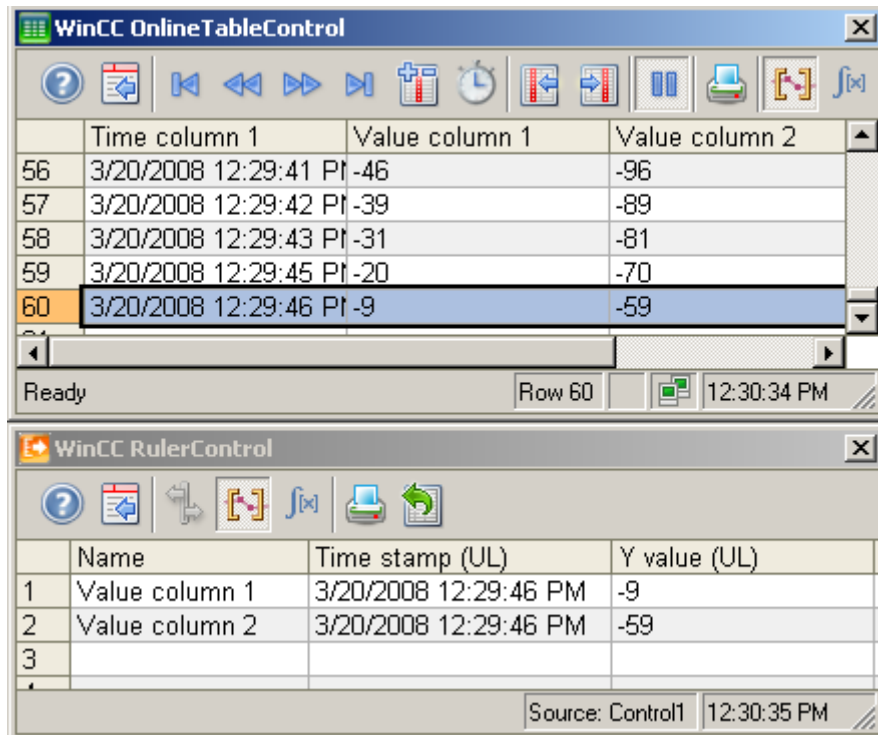 WinCC OnlineTableControl
Time column 1 Value column 1 Value column 2
56 3/20/2008 12:29:41 -46 -96
57 3/20/2008 12:29:42 -39 -89
58 3/20/2008 12:29:43 -31 -81
59 3/20/2008 12:29:45 -20 -70
60 3/20/2008 12:29:46 -9 -59
Ready Row 60 12:30:34 PM
WinCC RulerControl
Name Time stamp (UL) Y value (UL)
1 Value column 1 3/20/2008 12:29:46 PM -9
2 Value column 2 3/20/2008 12:29:46 PM -59
3
Source: Control1 12:30:35 PM